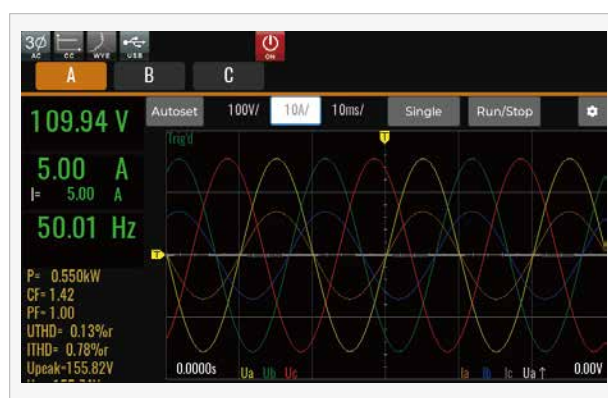 3Ø
AC CC WYE USB ON
A B C
109.94 V Autoset 100V/ 10A/ 10ms/ Single Run/Stop
Trig'd T
5.00 A
I= 5.00 A
50.01 Hz
T
P= 0.550kW
CF= 1.42
PF= 1.00
UTHD= 0.13%r
ITHD= 0.78%r
Upeak=155.82V 0.0000s Ua Ub Uc Ia Ib Ic Ua↑ 0.00V